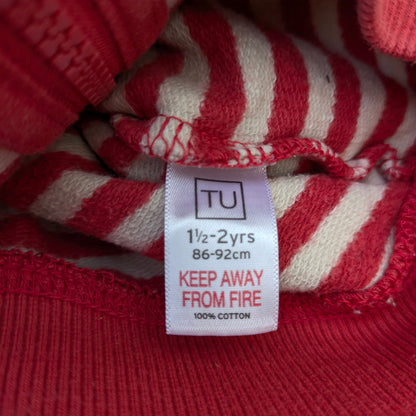 TU
1½-2yrs
86-92cm
KEEP AWAY
FROM FIRE
100% COTTON